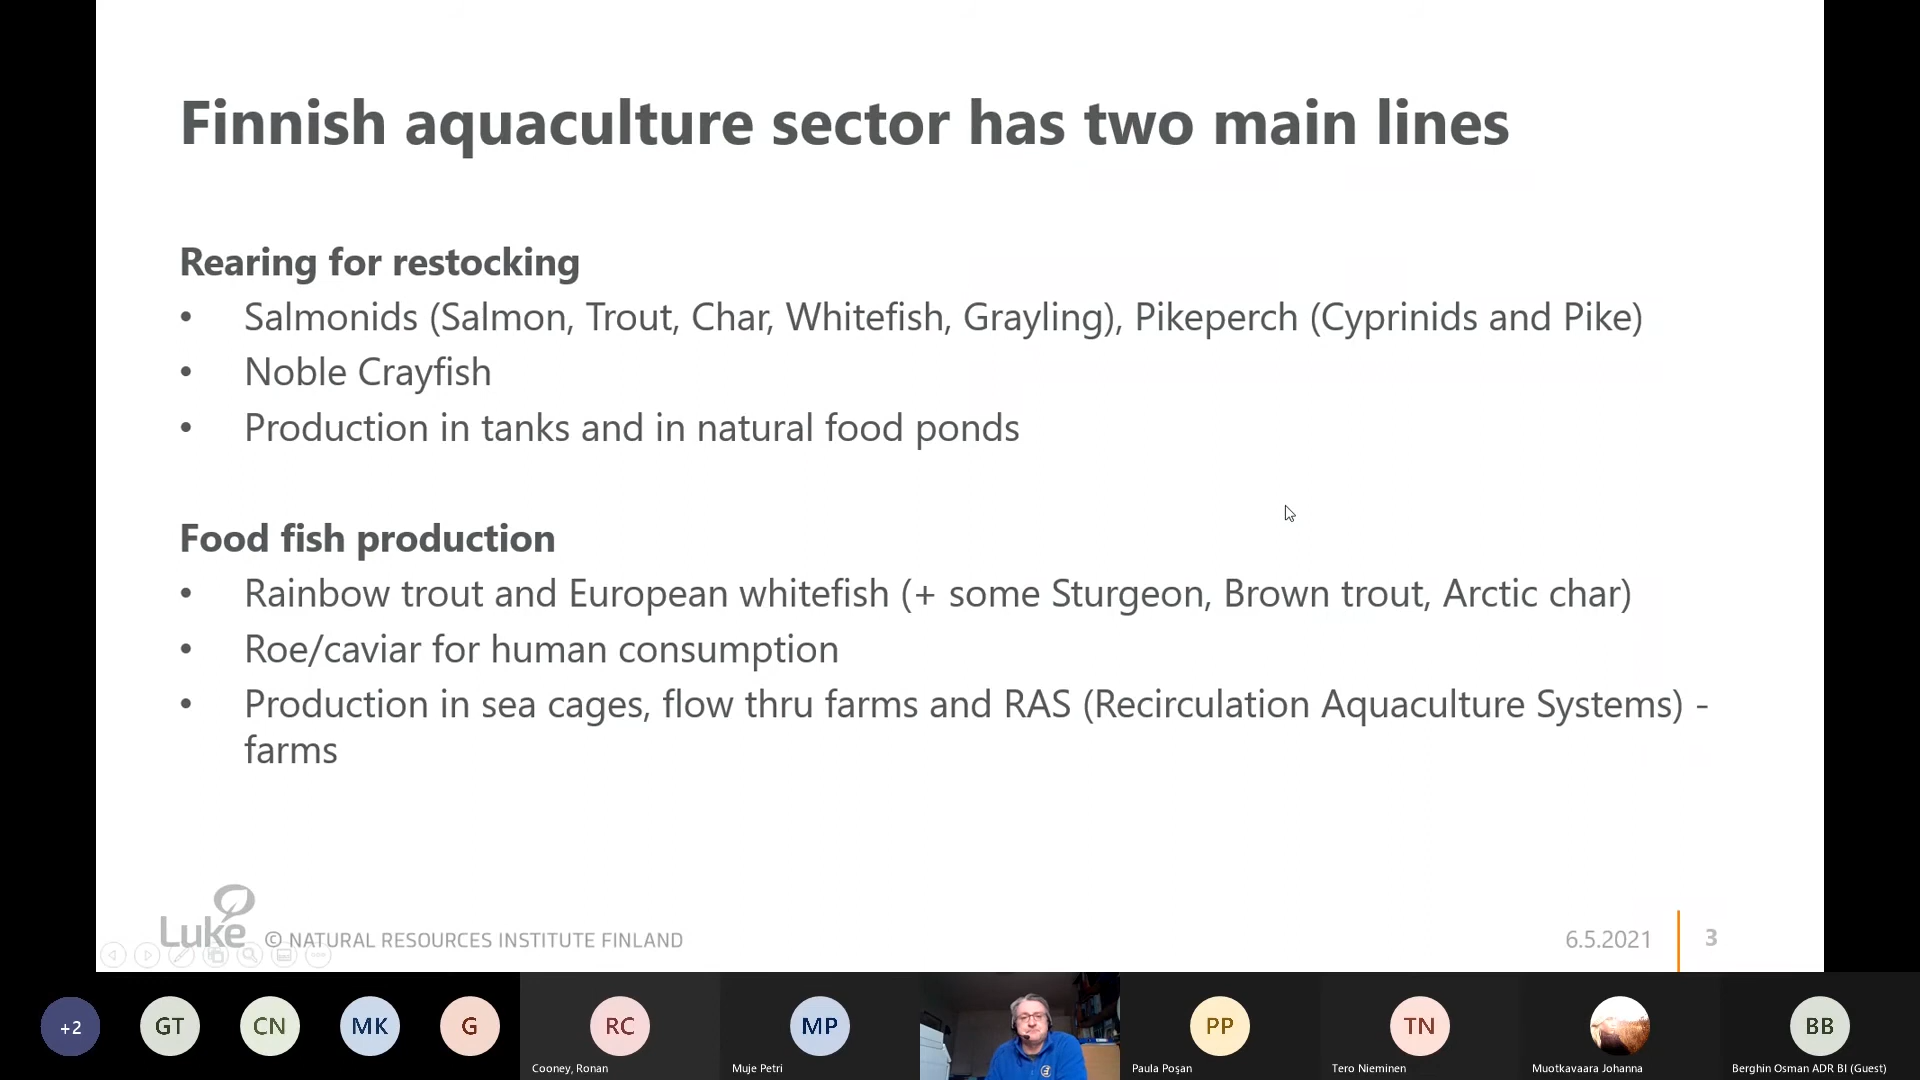 Finnish aquaculture sector has two main lines
Rearing for restocking
• Salmonids (Salmon, Trout, Char, Whitefish, Grayling), Pikeperch (Cyprinids and Pike)
• Noble Crayfish
• Production in tanks and in natural food ponds
Food fish production
• Rainbow trout and European whitefish (+ some Sturgeon, Brown trout, Arctic char)
• Roe/caviar for human consumption
• Production in sea cages, flow thru farms and RAS (Recirculation Aquaculture Systems) -
farms
Luke © NATURAL RESOURCES INSTITUTE FINLAND 6.5.2021 3
+2 GT CN MK G RC MP PP TN BB
Cooney, Ronan Muje Petri Paula Poşan Tero Nieminen Muotkavaara Johanna Berghin Osman ADR BI (Guest)